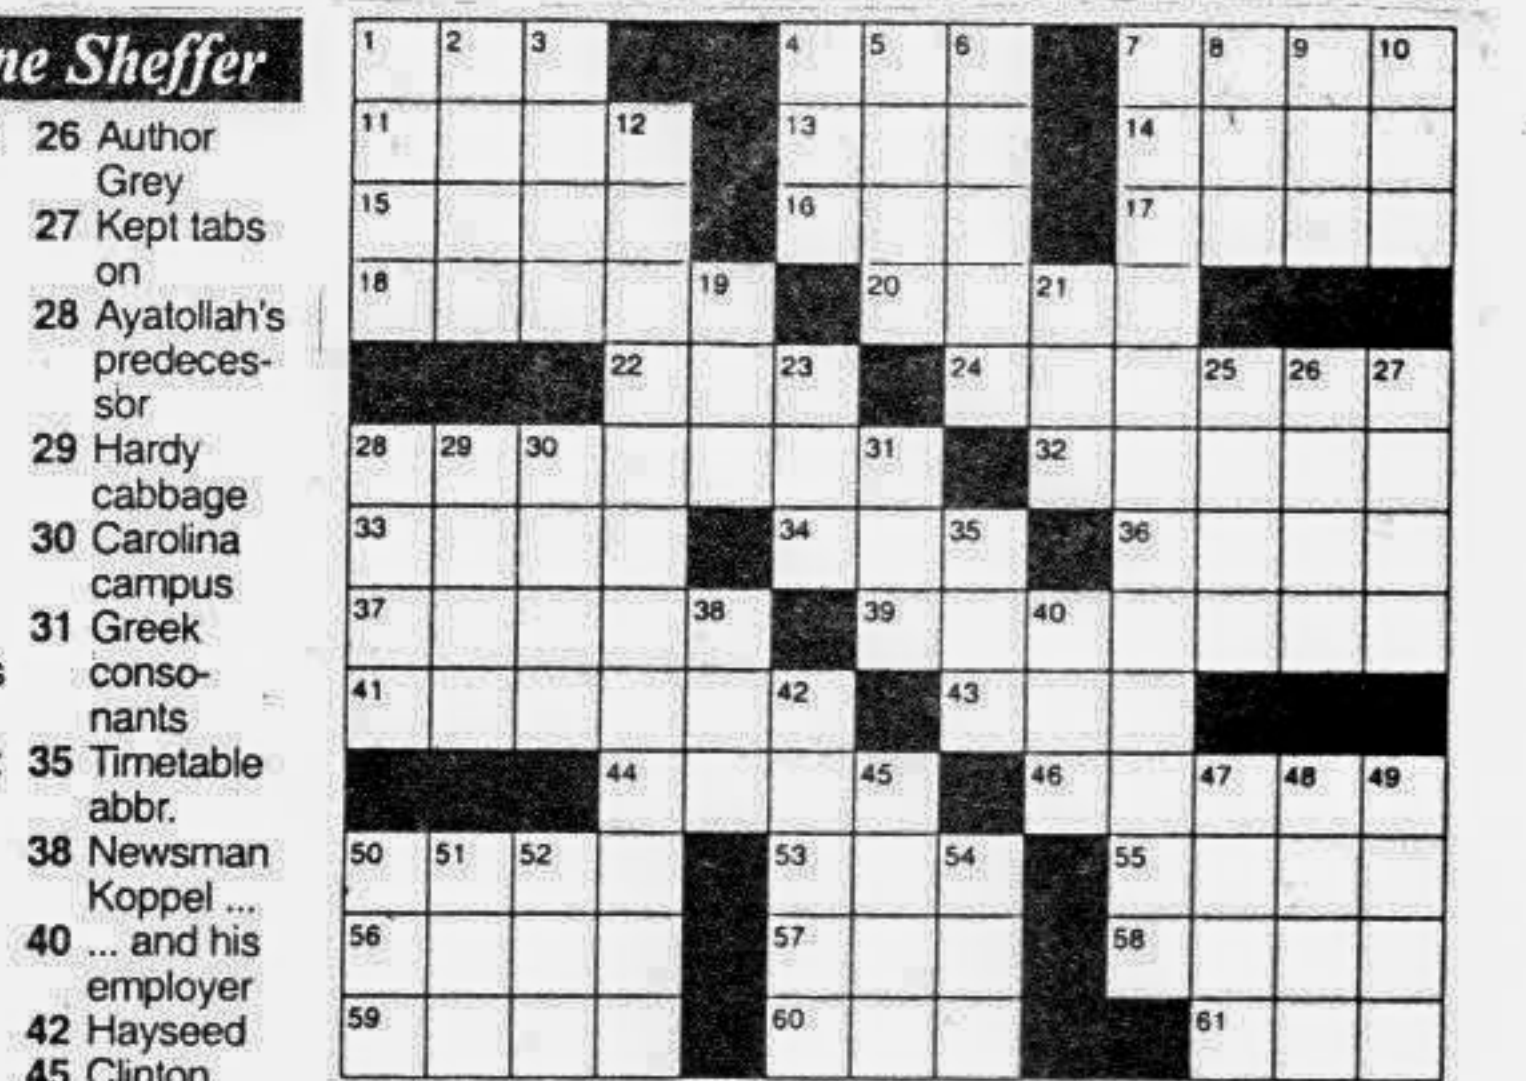 ne Sheffer
26 Author
Grey
27 Kept tabs
on
28 Ayatollah's
predeces-
sor
29 Hardy
cabbage
30 Carolina
campus
31 Greek
conso-
nants
35 Timetable
abbr.
38 Newsman
Koppel ...
40 ... and his
employer
42 Hayseed
45 Clinton
1 2 3 4 5 6 7 8 9 10
11 12 13 14
15 16 17
18 19 20 21
22 23 24 25 26 27
28 29 30 31 32
33 34 35 36
37 38 39 40
41 42 43
44 45 46 47 48 49
50 51 52 53 54 55
56 57 58
59 60 61